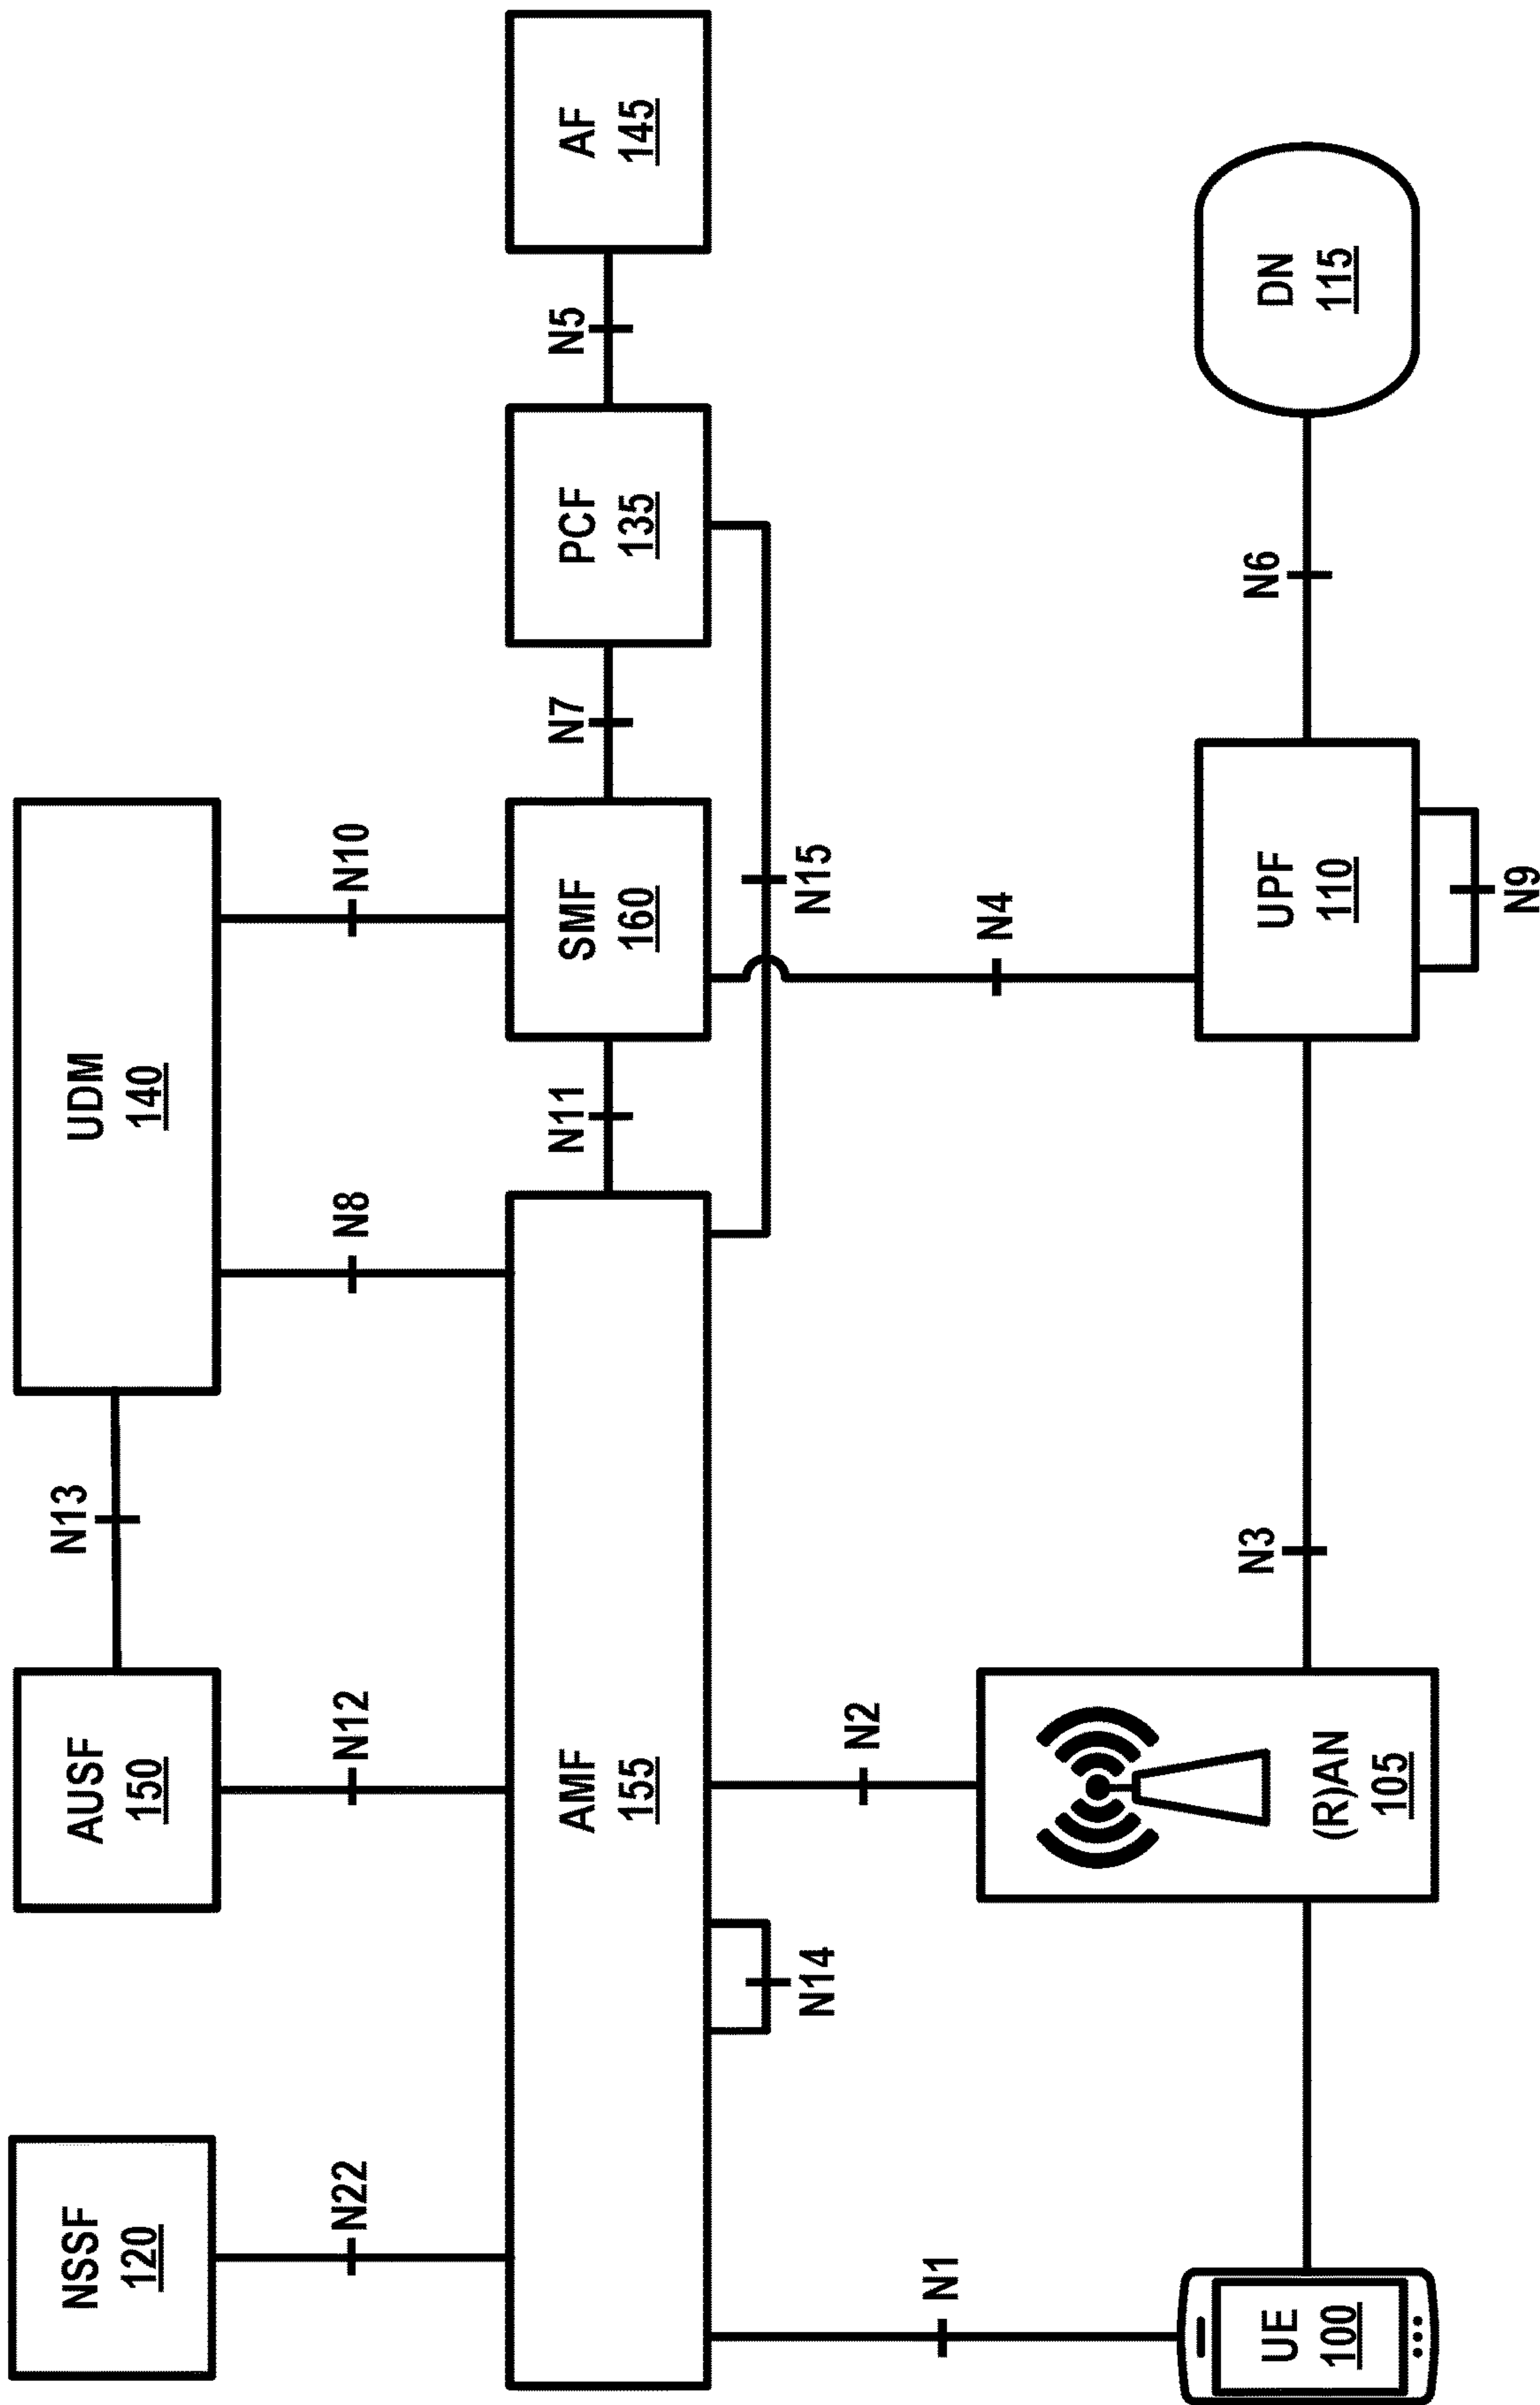 NSSF
120
AUSF
150
UDM
140
N13
N22
N12
N8
N10
AMF
155
N11
SMF
160
N7
PCF
135
N5
AF
145
N14
N15
N1
N2
N4
UE
100
(R)AN
105
N3
UPF
110
N6
DN
115
N9